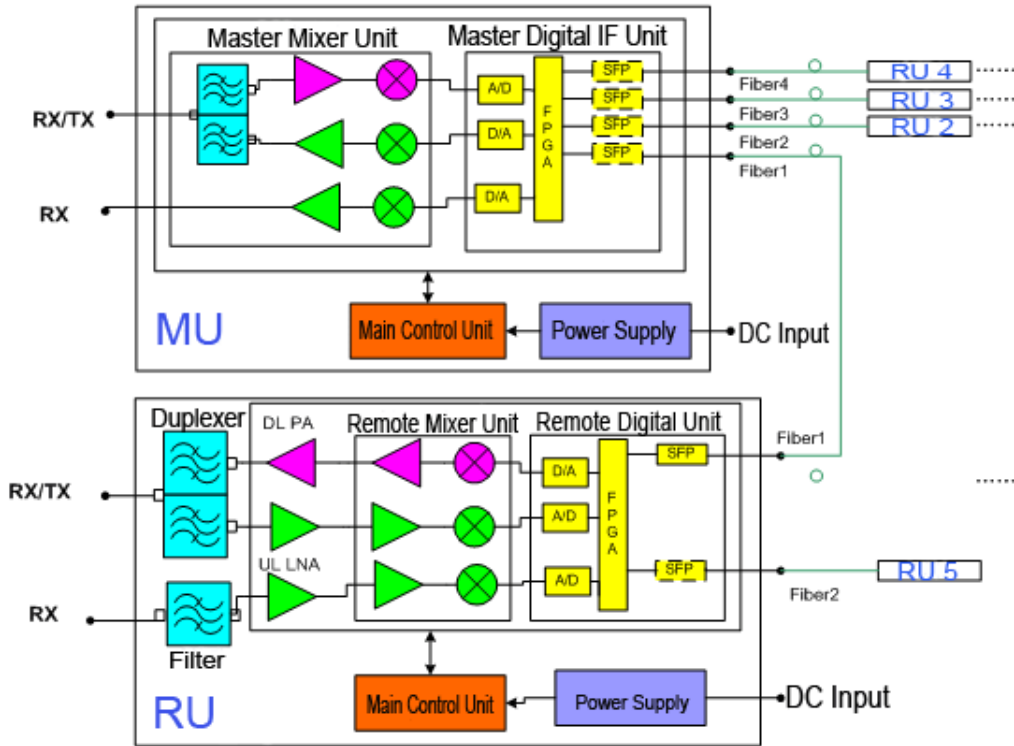 Master Mixer Unit
Master Digital IF Unit
RX/TX
RX
A/D
D/A
D/A
FPGA
SFP
SFP
SFP
SFP
Fiber4
Fiber3
Fiber2
Fiber1
RU 4
RU 3
RU 2
MU
Main Control Unit
Power Supply
DC Input
Duplexer
DL PA
Remote Mixer Unit
Remote Digital Unit
RX/TX
UL LNA
RX
Filter
D/A
A/D
A/D
FPGA
SFP
SFP
Fiber1
Fiber2
RU 5
RU
Main Control Unit
Power Supply
DC Input